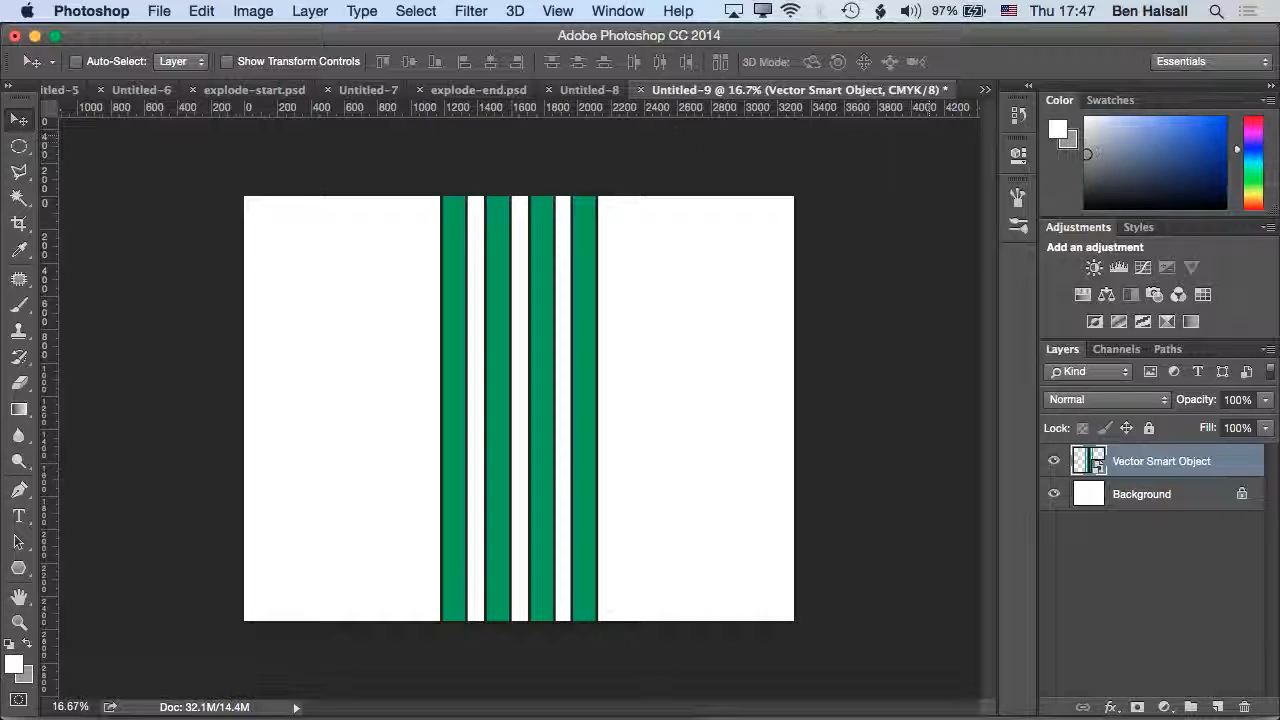 Photoshop File Edit Image Layer Type Select Filter 3D View Window Help 97% Thu 17:47 Ben Halsall
Adobe Photoshop CC 2014
Auto-Select: Layer Show Transform Controls 3D Mode: Essentials
itled-5 × Untitled-6 × explode-start.psd × Untitled-7 × explode-end.psd × Untitled-8 × Untitled-9 @ 16.7% (Vector Smart Object, CMYK/8) *
1000 800 600 400 200 0 200 400 600 800 1000 1200 1400 1600 1800 2000 2200 2400 2600 2800 3000 3200 3400 3600 3800 4000 4200
Color Swatches
Adjustments Styles
Add an adjustment
Layers Channels Paths
Kind
Normal Opacity: 100%
Lock: Fill: 100%
Vector Smart Object
Background
16.67% Doc: 32.1M/14.4M